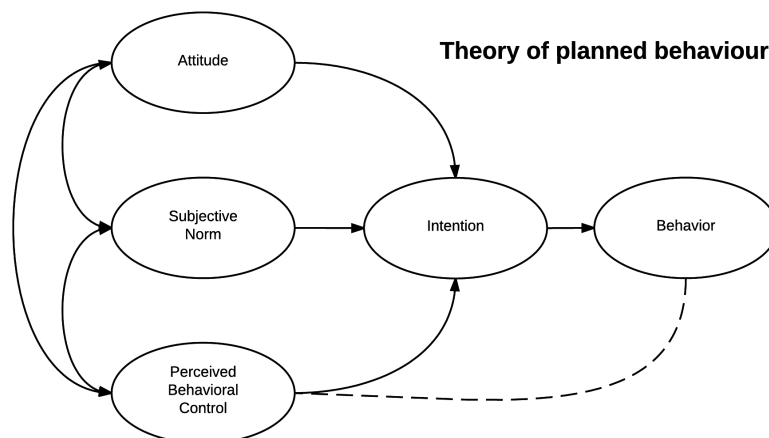 Attitude
Theory of planned behaviour
Subjective
Norm
Intention
Behavior
Perceived
Behavioral
Control